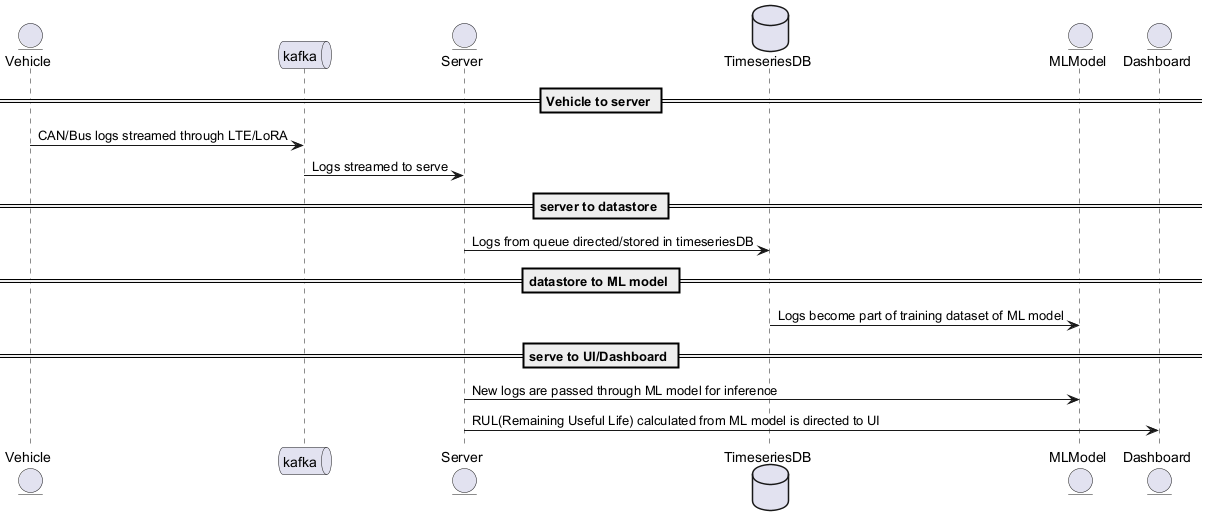 Vehicle
kafka
Server
TimeseriesDB
MLModel
Dashboard
Vehicle to server
CAN/Bus logs streamed through LTE/LoRA
Logs streamed to serve
server to datastore
Logs from queue directed/stored in timeseriesDB
datastore to ML model
Logs become part of training dataset of ML model
serve to UI/Dashboard
New logs are passed through ML model for inference
RUL(Remaining Useful Life) calculated from ML model is directed to UI
Vehicle
kafka
Server
TimeseriesDB
MLModel
Dashboard